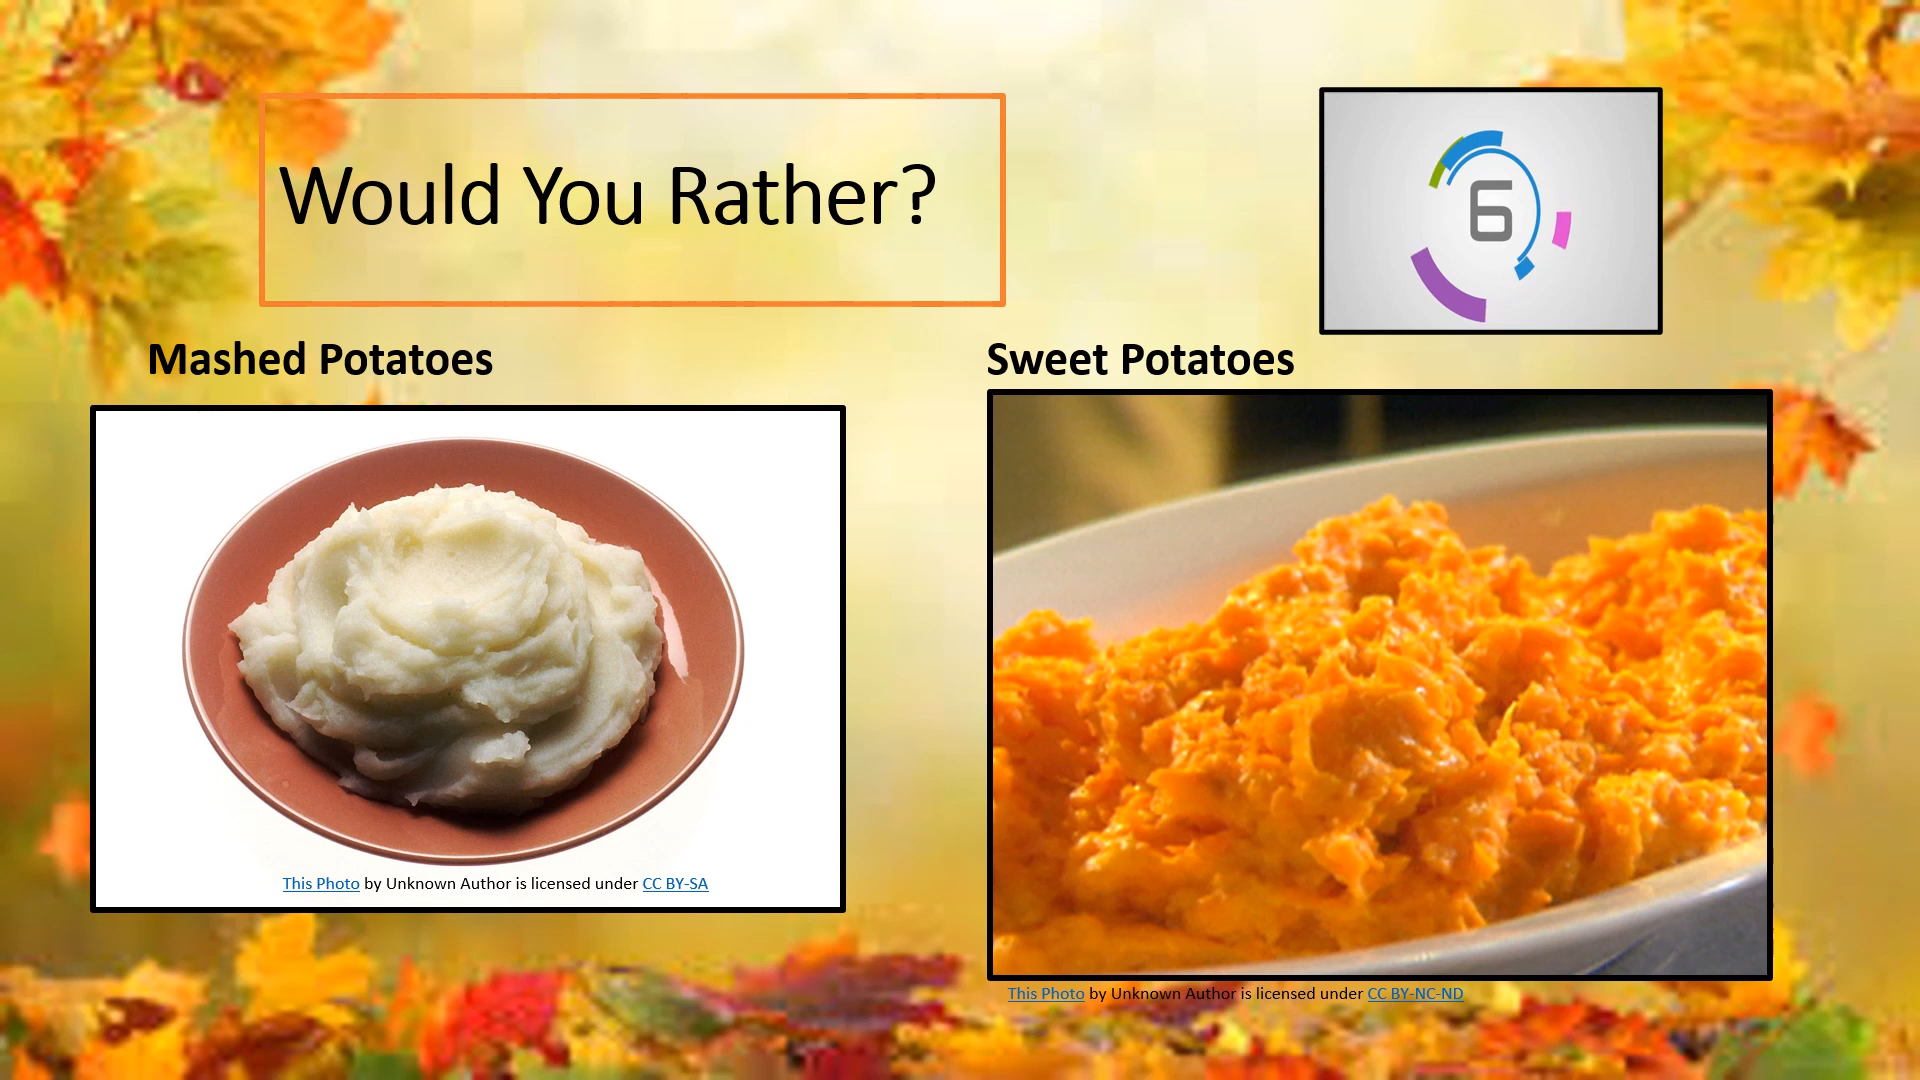 Would You Rather?
6
Mashed Potatoes
Sweet Potatoes
This Photo by Unknown Author is licensed under CC BY-SA
This Photo by Unknown Author is licensed under CC BY-NC-ND